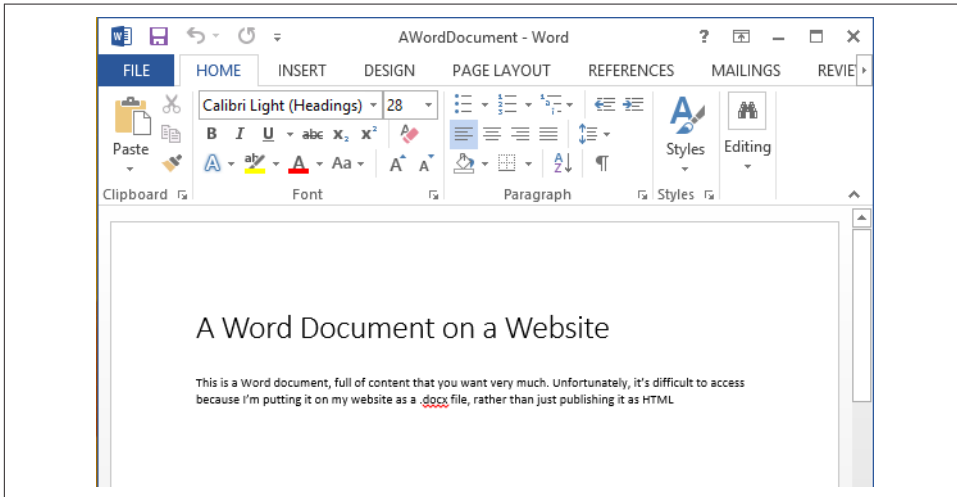 AWordDocument - Word
?
FILE HOME INSERT DESIGN PAGE LAYOUT REFERENCES MAILINGS REVIE
Calibri Light (Headings) 28
B I U abc X₂ X²
A aby A Aa A A
Paste
Styles
Editing
Clipboard Font Paragraph Styles
A Word Document on a Website
This is a Word document, full of content that you want very much. Unfortunately, it's difficult to access
because I'm putting it on my website as a .docx file, rather than just publishing it as HTML